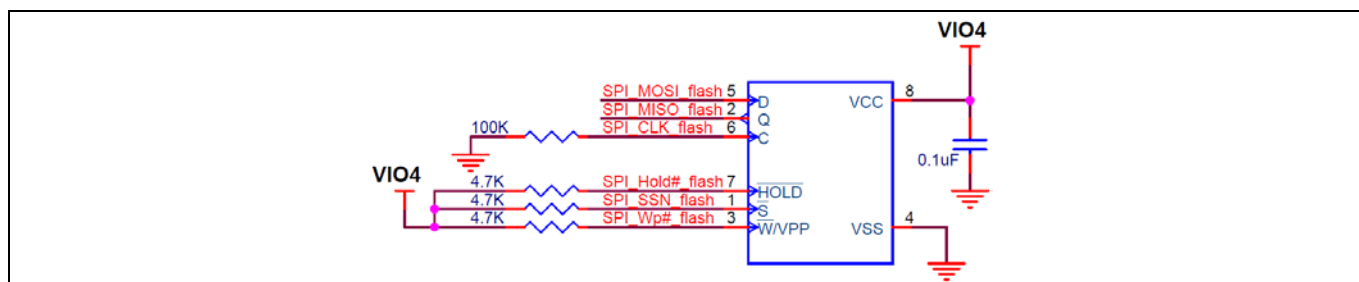 VIO4
SPI_MOSI_flash 5 D VCC 8
SPI_MISO_flash 2 Q
100K SPI_CLK_flash 6 C
0.1uF
VIO4
4.7K SPI_Hold#_flash 7 HOLD
4.7K SPI_SSN_flash 1 S
4.7K SPI_Wp#_flash 3 W/VPP VSS 4